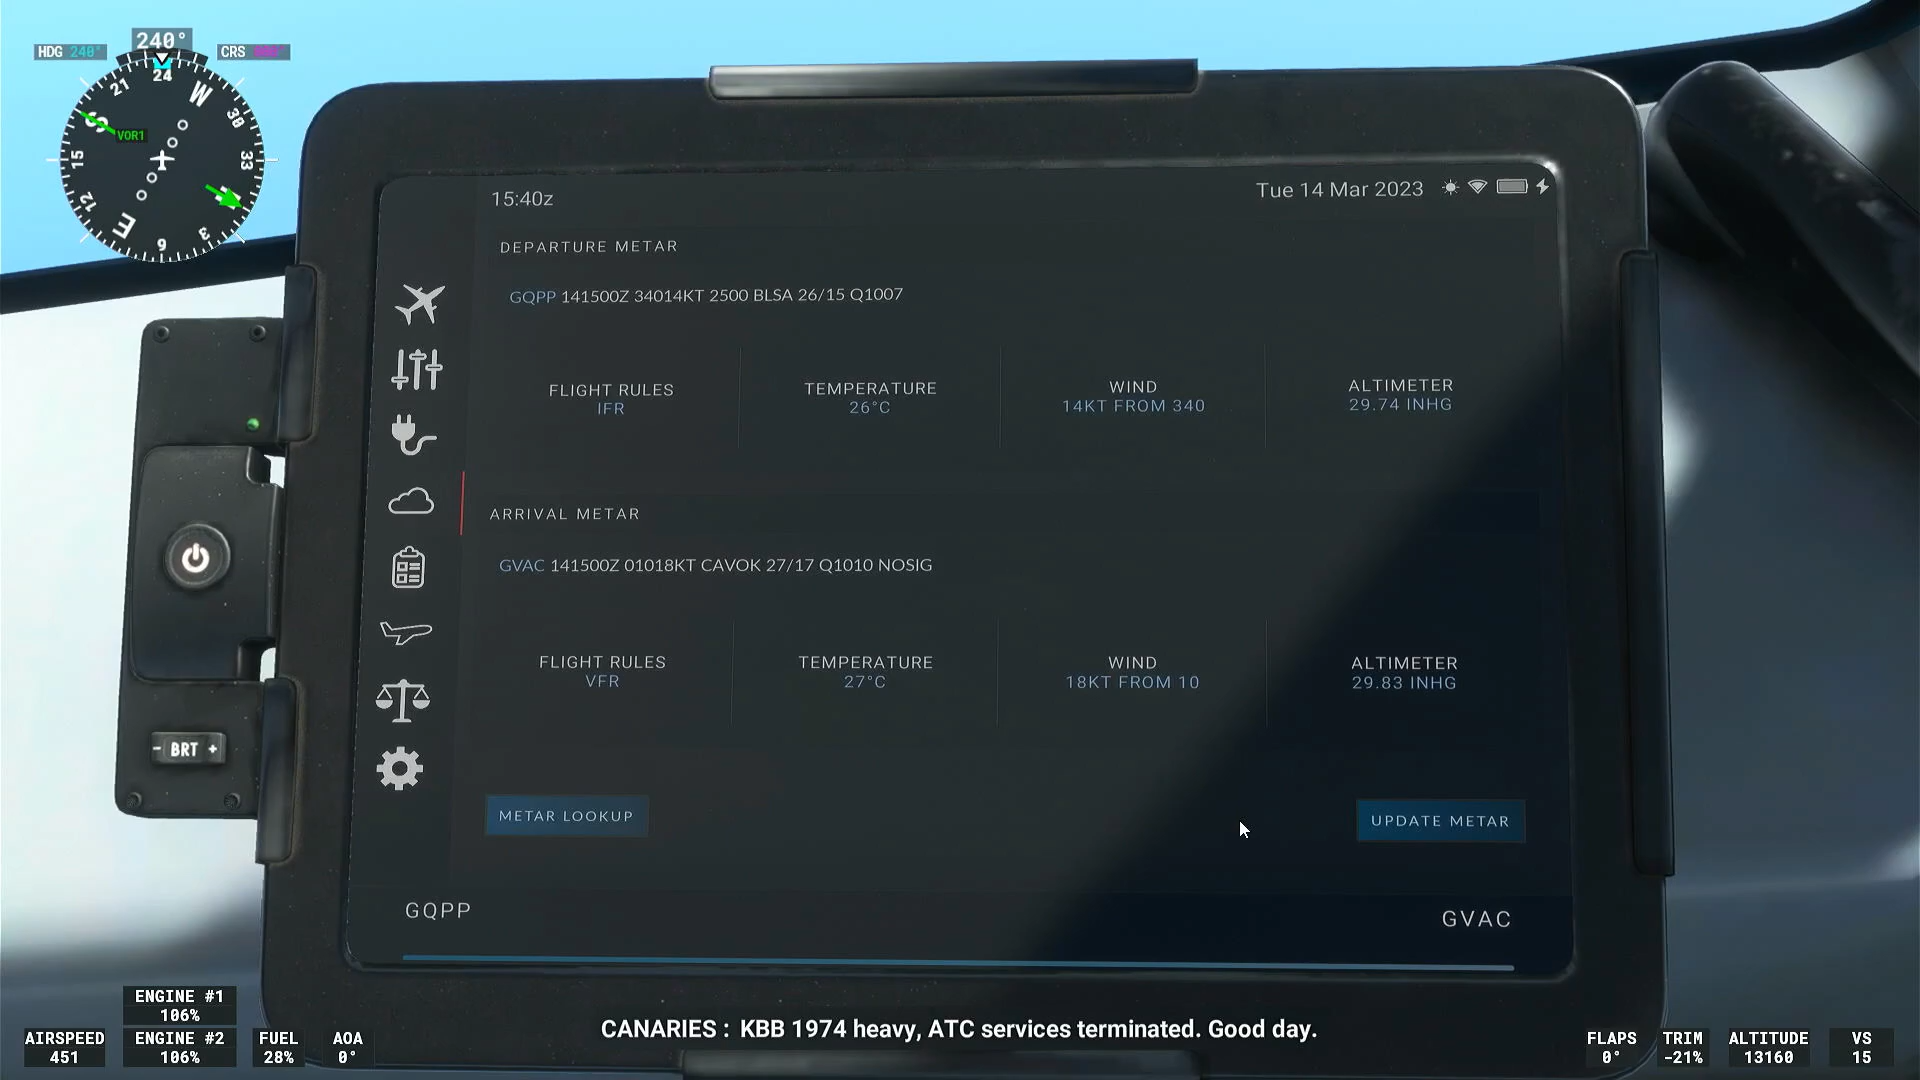 HDG 240°
240°
CRS
24
21
W
30
S
VOR1
15
33
12
E
6
3
15:40z
Tue 14 Mar 2023
DEPARTURE METAR
GQPP 141500Z 34014KT 2500 BLSA 26/15 Q1007
FLIGHT RULES
IFR
TEMPERATURE
26°C
WIND
14KT FROM 340
ALTIMETER
29.74 INHG
ARRIVAL METAR
GVAC 141500Z 01018KT CAVOK 27/17 Q1010 NOSIG
FLIGHT RULES
VFR
TEMPERATURE
27°C
WIND
18KT FROM 10
ALTIMETER
29.83 INHG
- BRT +
METAR LOOKUP
UPDATE METAR
GQPP
GVAC
CANARIES : KBB 1974 heavy, ATC services terminated. Good day.
ENGINE #1
106%
AIRSPEED
451
ENGINE #2
106%
FUEL
28%
AOA
0°
FLAPS
0°
TRIM
-21%
ALTITUDE
13160
VS
15